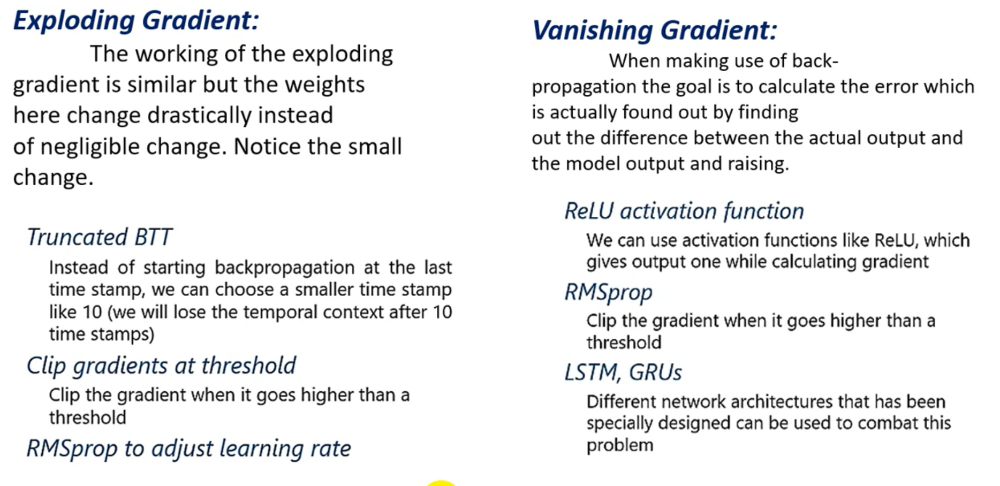 Exploding Gradient:
The working of the exploding
gradient is similar but the weights
here change drastically instead
of negligible change. Notice the small
change.
Truncated BTT
Instead of starting backpropagation at the last
time stamp, we can choose a smaller time stamp
like 10 (we will lose the temporal context after 10
time stamps)
Clip gradients at threshold
Clip the gradient when it goes higher than a
threshold
RMSprop to adjust learning rate
Vanishing Gradient:
When making use of back-
propagation the goal is to calculate the error which
is actually found out by finding
out the difference between the actual output and
the model output and raising.
ReLU activation function
We can use activation functions like ReLU, which
gives output one while calculating gradient
RMSprop
Clip the gradient when it goes higher than a
threshold
LSTM, GRUs
Different network architectures that has been
specially designed can be used to combat this
problem